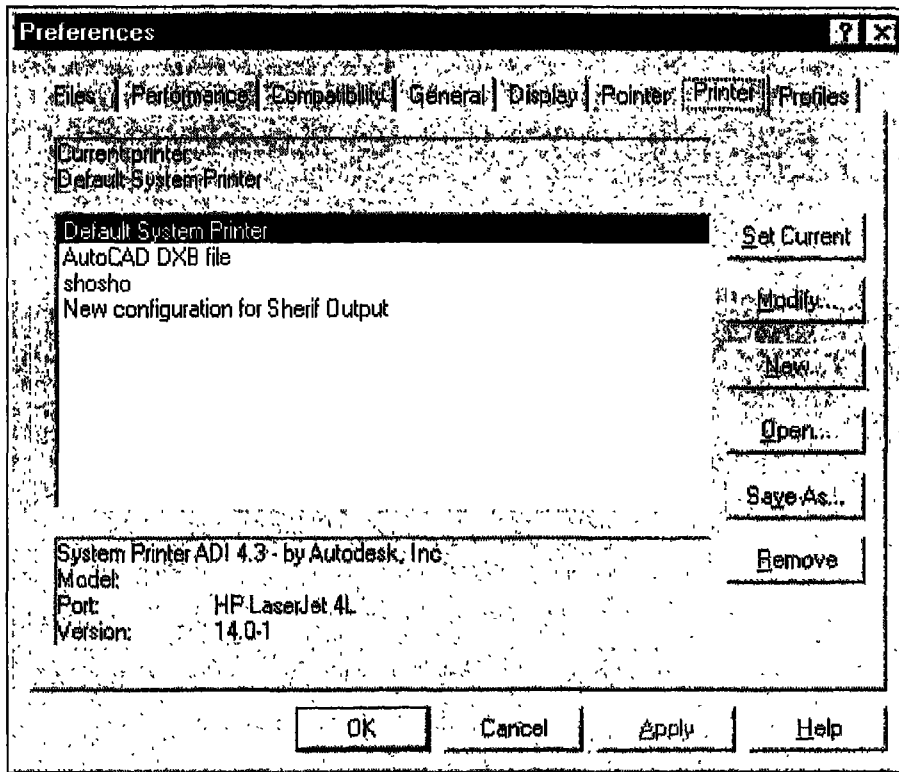 Preferences
? X
Files Performance Compatibility General Display Pointer Printer Profiles
Current printer:
Default System Printer
Default System Printer
AutoCAD DXB file
shosho
New configuration for Sherif Output
Set Current
Modify...
New...
Open...
Save As...
Remove
System Printer ADI 4.3 - by Autodesk, Inc
Model:
Port: HP LaserJet 4L
Version: 14.0-1
OK Cancel Apply Help